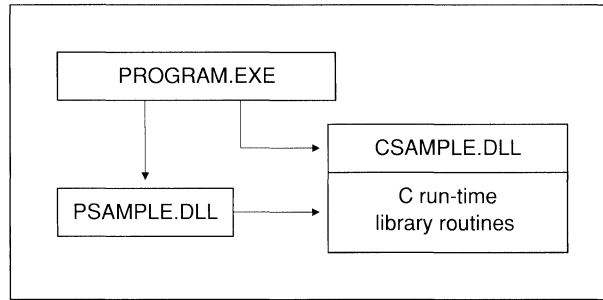 PROGRAM.EXE
CSAMPLE.DLL
PSAMPLE.DLL
C run-time
library routines